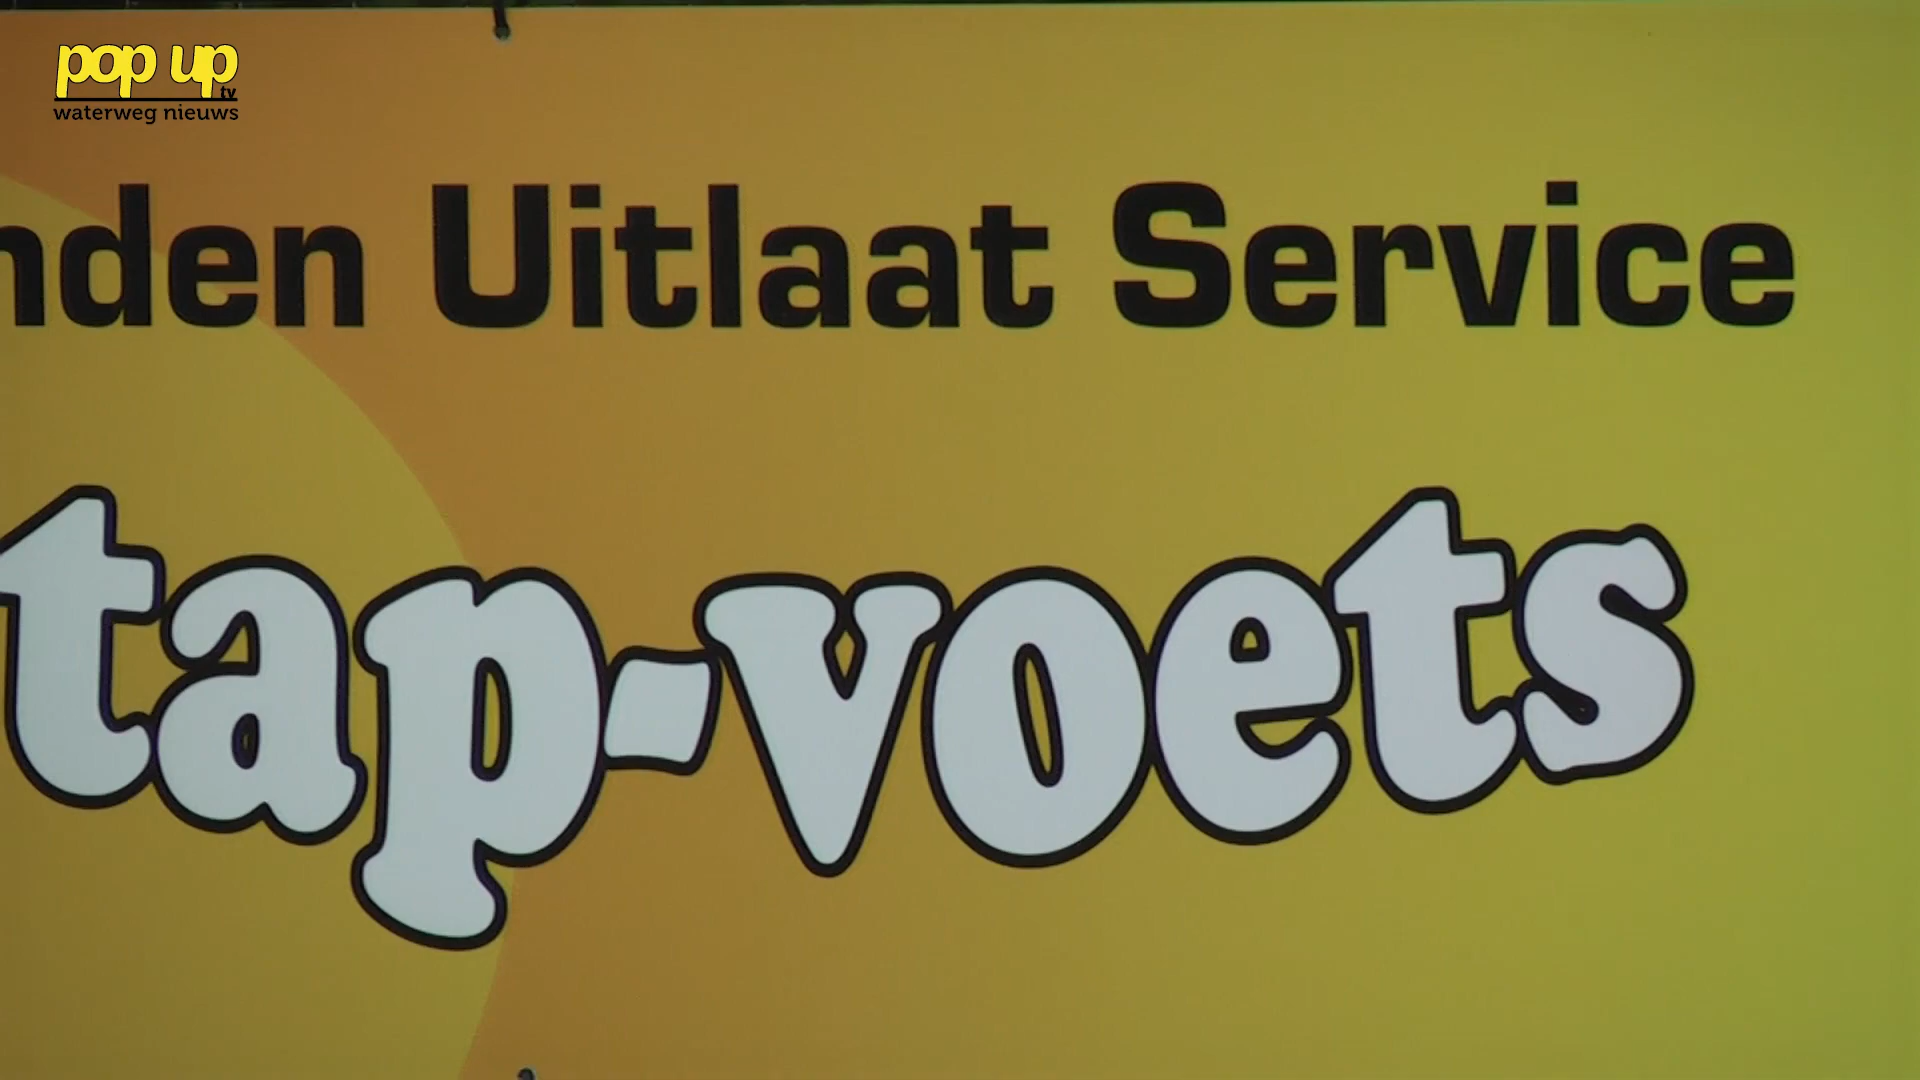 pop up
tv
waterweg nieuws
nden Uitlaat Service
tap-voets